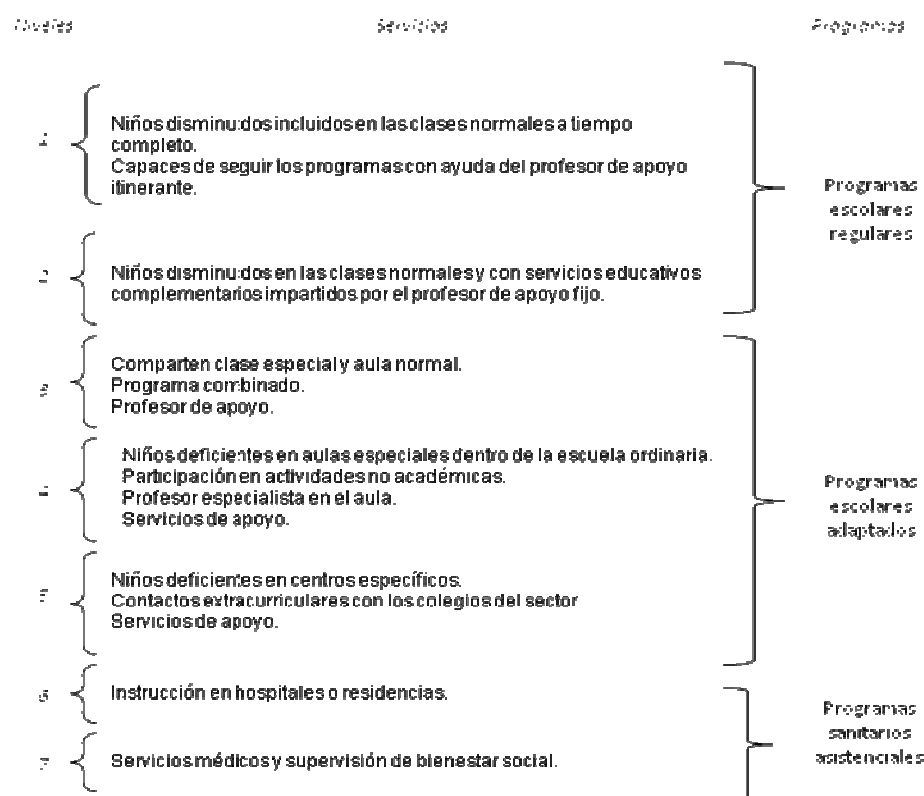 Niveles Servicios Programas
Niños disminuidos incluidos en las clases normales a tiempo
completo.
Capaces de seguir los programas con ayuda del profesor de apoyo
itinerante.
Programas
escolares
regulares
2
Niños disminuidos en las clases normales y con servicios educativos
complementarios impartidos por el profesor de apoyo fijo.
3
Comparten clase especial y aula normal.
Programa combinado.
Profesor de apoyo.
Niños deficientes en aulas especiales dentro de la escuela ordinaria.
Participación en actividades no académicas.
Profesor especialista en el aula.
Servicios de apoyo.
Programas
escolares
adaptados
5
Niños deficientes en centros específicos.
Contactos extracurriculares con los colegios del sector
Servicios de apoyo.
6
Instrucción en hospitales o residencias.
Programas
sanitarios
asistenciales
7
Servicios médicos y supervisión de bienestar social.